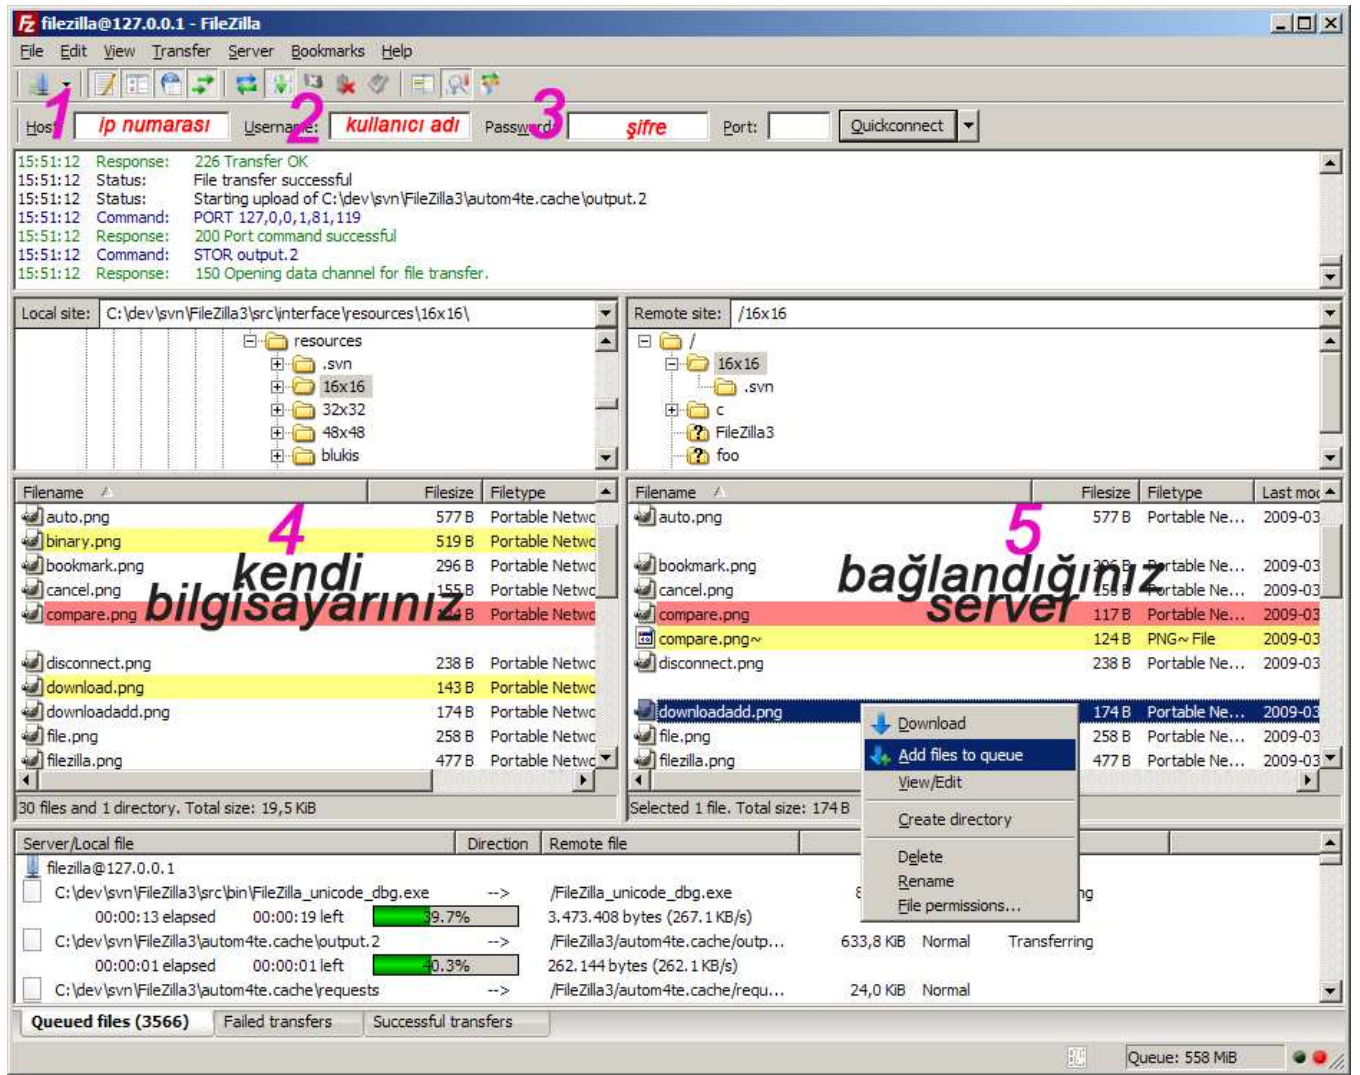 filezilla@127.0.0.1 - FileZilla
File Edit View Transfer Server Bookmarks Help
1 2 3
Host: ip numarası Username: kullanıcı adı Password: şifre Port: Quickconnect
15:51:12 Response: 226 Transfer OK
15:51:12 Status: File transfer successful
15:51:12 Status: Starting upload of C:\dev\svn\FileZilla3\autom4te.cache\output.2
15:51:12 Command: PORT 127,0,0,1,81,119
15:51:12 Response: 200 Port command successful
15:51:12 Command: STOR output.2
15:51:12 Response: 150 Opening data channel for file transfer.
Local site: C:\dev\svn\FileZilla3\src\interface\resources\16x16\
resources
.svn
16x16
32x32
48x48
blukis
Remote site: /16x16
/
16x16
.svn
c
FileZilla3
foo
Filename Filesize Filetype
auto.png 577 B Portable Netwo
binary.png 519 B Portable Netwo
bookmark.png 296 B Portable Netwo
cancel.png 155 B Portable Netwo
compare.png 124 B Portable Netwo
disconnect.png 238 B Portable Netwo
download.png 143 B Portable Netwo
downloadadd.png 174 B Portable Netwo
file.png 258 B Portable Netwo
filezilla.png 477 B Portable Netwo
4
kendi
bilgisayarınız
30 files and 1 directory. Total size: 19,5 KiB
Filename Filesize Filetype Last moc
auto.png 577 B Portable Ne... 2009-03
bookmark.png 296 B Portable Ne... 2009-03
cancel.png 155 B Portable Ne... 2009-03
compare.png 117 B Portable Ne... 2009-03
compare.png~ 124 B PNG~ File 2009-03
disconnect.png 238 B Portable Ne... 2009-03
downloadadd.png 174 B Portable Ne... 2009-03
file.png 258 B Portable Ne... 2009-03
filezilla.png 477 B Portable Ne... 2009-03
5
bağlandığınız
server
Selected 1 file. Total size: 174 B
Download
Add files to queue
View/Edit
Create directory
Delete
Rename
File permissions...
Server/Local file Direction Remote file
filezilla@127.0.0.1
C:\dev\svn\FileZilla3\src\bin\FileZilla_unicode_dbg.exe --> /FileZilla_unicode_dbg.exe
00:00:13 elapsed 00:00:19 left 39.7% 3.473.408 bytes (267.1 KB/s)
C:\dev\svn\FileZilla3\autom4te.cache\output.2 --> /FileZilla3/autom4te.cache/outp... 633,8 KiB Normal Transferring
00:00:01 elapsed 00:00:01 left 40.3% 262.144 bytes (262.1 KB/s)
C:\dev\svn\FileZilla3\autom4te.cache\requests --> /FileZilla3/autom4te.cache/requ... 24,0 KiB Normal
Queued files (3566) Failed transfers Successful transfers
Queue: 558 MiB